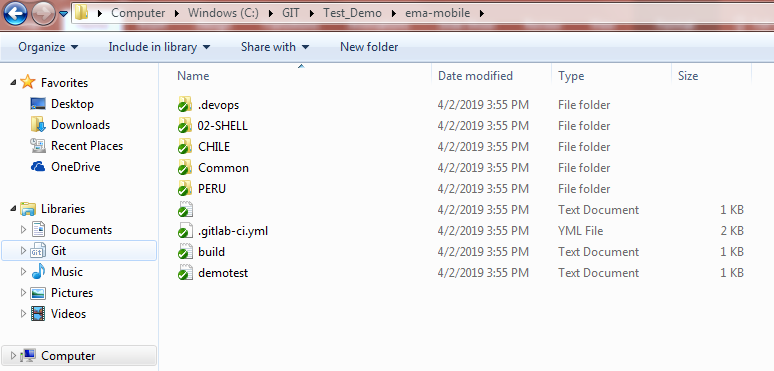 Computer ▸ Windows (C:) ▸ GIT ▸ Test_Demo ▸ ema-mobile ▸
Organize Include in library Share with New folder
Favorites
Desktop
Downloads
Recent Places
OneDrive
Libraries
Documents
Git
Music
Pictures
Videos
Computer
Name Date modified Type Size
.devops 4/2/2019 3:55 PM File folder
02-SHELL 4/2/2019 3:55 PM File folder
CHILE 4/2/2019 3:55 PM File folder
Common 4/2/2019 3:55 PM File folder
PERU 4/2/2019 3:55 PM File folder
4/2/2019 3:55 PM Text Document 1 KB
.gitlab-ci.yml 4/2/2019 3:55 PM YML File 2 KB
build 4/2/2019 3:55 PM Text Document 1 KB
demotest 4/2/2019 3:55 PM Text Document 1 KB